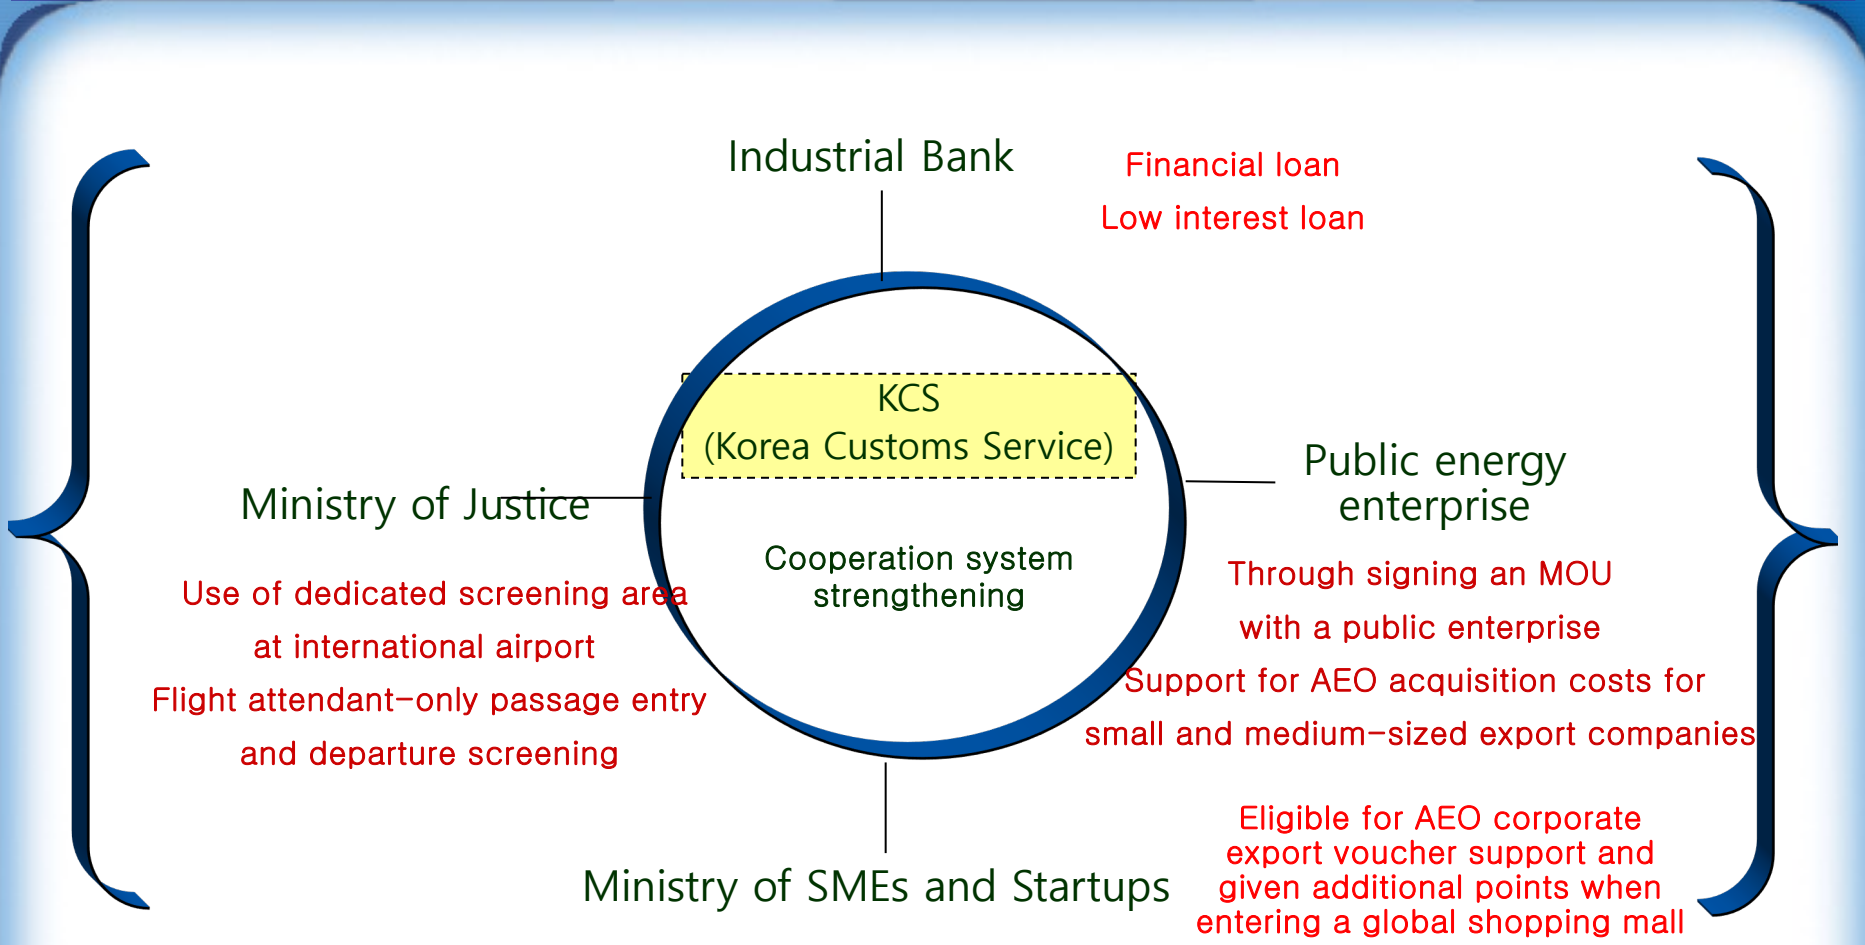 Industrial Bank
Financial loan
Low interest loan
KCS
(Korea Customs Service)
Cooperation system
strengthening
Ministry of Justice
Use of dedicated screening area
at international airport
Flight attendant-only passage entry
and departure screening
Public energy
enterprise
Through signing an MOU
with a public enterprise
Support for AEO acquisition costs for
small and medium-sized export companies
Ministry of SMEs and Startups
Eligible for AEO corporate
export voucher support and
given additional points when
entering a global shopping mall